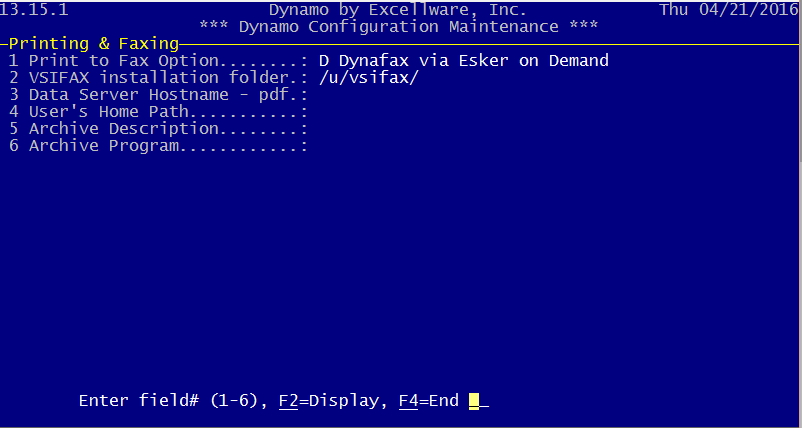 13.15.1 Dynamo by Excellware, Inc. Thu 04/21/2016
*** Dynamo Configuration Maintenance ***
Printing & Faxing
1 Print to Fax Option........: D Dynafax via Esker on Demand
2 VSIFAX installation folder.: /u/vsifax/
3 Data Server Hostname - pdf.:
4 User's Home Path...........:
5 Archive Description........:
6 Archive Program............:
Enter field# (1-6), F2=Display, F4=End _